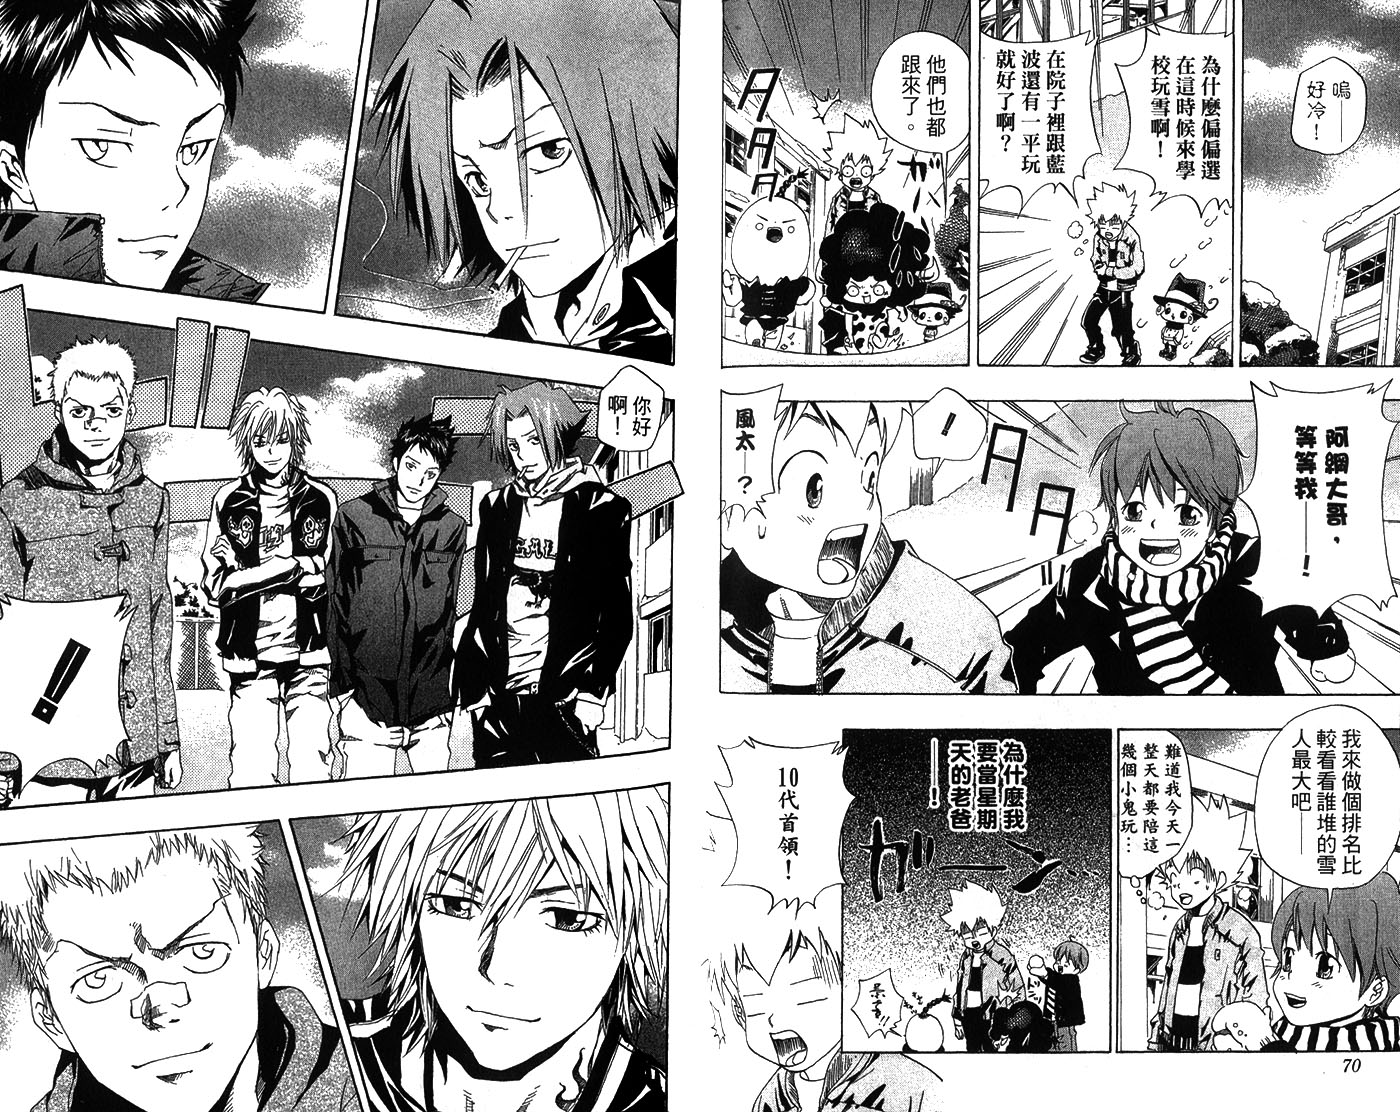 嗚——
好冷！
為什麼偏偏選
在這時候來學
校玩雪啊！
在院子裡跟藍
波還有一平玩
就好了啊？
他們也都
跟來了。
阿綱大哥，
等等我——！
！
風太——？
我來做個排名比
較看看誰堆的雪
人最大吧——
難道我今天一
整天都要陪這
幾個小鬼玩…
為什麼我
要當星期
天的老爸
——！
ガーーン
10代首領！
70
你好
啊！
！